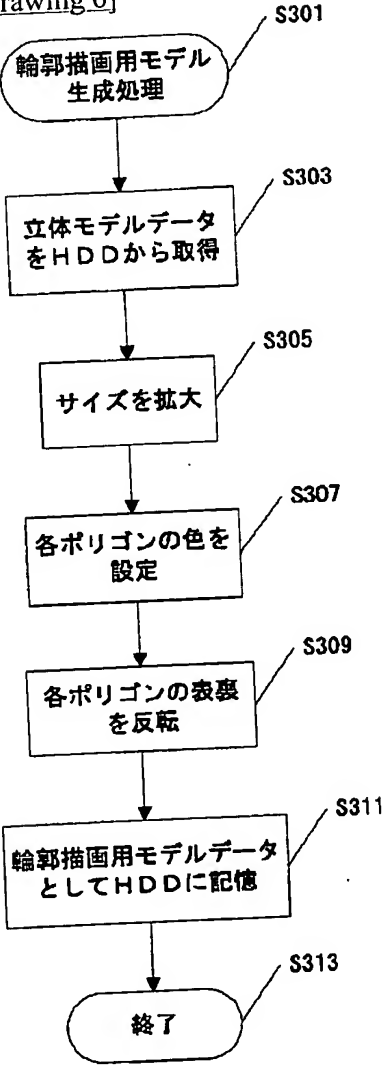 rawing 6]
S301
輪郭描画用モデル
生成処理
S303
立体モデルデータ
をHDDから取得
S305
サイズを拡大
S307
各ポリゴンの色を
設定
S309
各ポリゴンの表裏
を反転
S311
輪郭描画用モデルデータ
としてHDDに記憶
S313
終了